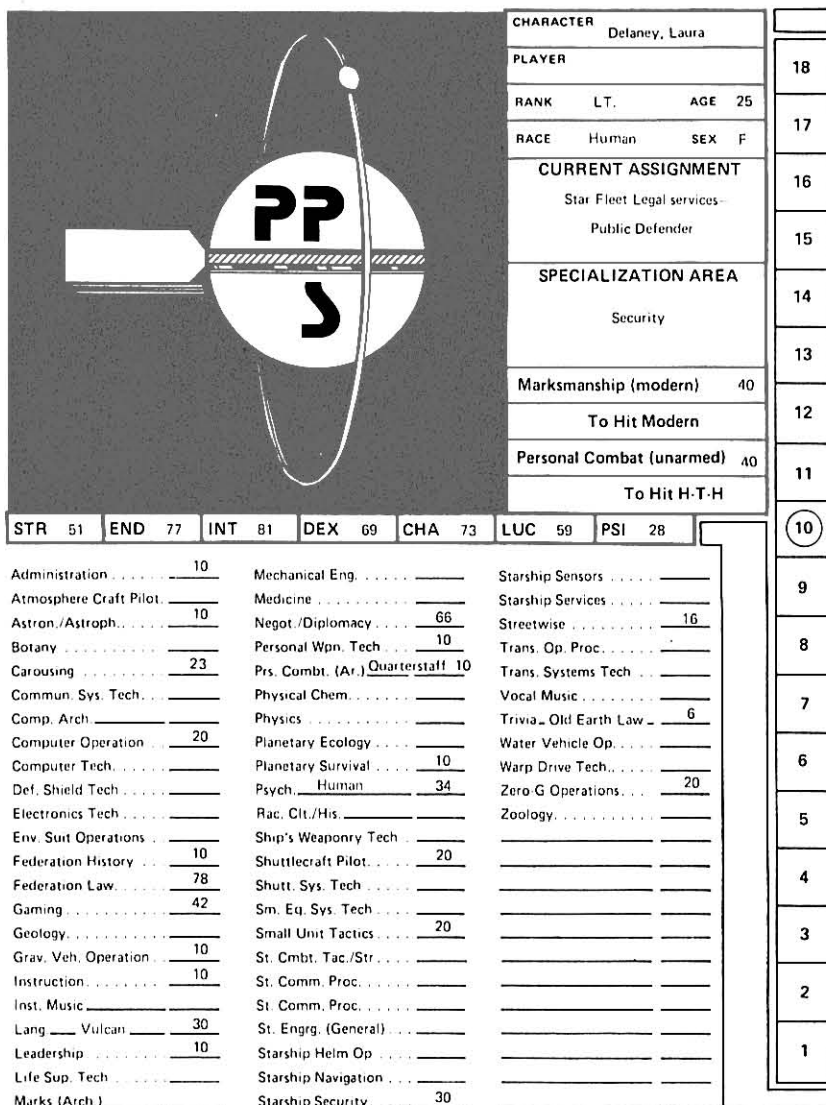 PP
S
CHARACTER Delaney, Laura
PLAYER
RANK LT. AGE 25
RACE Human SEX F
CURRENT ASSIGNMENT
Star Fleet Legal services-
Public Defender
SPECIALIZATION AREA
Security
Marksmanship (modern) 40
To Hit Modern
Personal Combat (unarmed) 40
To Hit H-T-H
STR 51 END 77 INT 81 DEX 69 CHA 73 LUC 59 PSI 28
Administration 10
Atmosphere Craft Pilot.
Astron./Astroph. 10
Botany
Carousing 23
Commun. Sys. Tech.
Comp. Arch.
Computer Operation 20
Computer Tech.
Def. Shield Tech
Electronics Tech
Env. Suit Operations
Federation History 10
Federation Law. 78
Gaming 42
Geology.
Grav. Veh. Operation 10
Instruction 10
Inst. Music
Lang Vulcan 30
Leadership 10
Life Sup. Tech
Marks (Arch.)
Mechanical Eng.
Medicine
Negot./Diplomacy 66
Personal Wpn. Tech 10
Prs. Combt. (Ar.) Quarterstaff 10
Physical Chem.
Physics
Planetary Ecology
Planetary Survival 10
Psych. Human 34
Rac. Clt./His.
Ship's Weaponry Tech
Shuttlecraft Pilot. 20
Shutt. Sys. Tech
Sm. Eq. Sys. Tech
Small Unit Tactics 20
St. Cmbt. Tac./Str.
St. Comm. Proc.
St. Comm. Proc.
St. Engrg. (General)
Starship Helm Op
Starship Navigation
Starship Security. 30
Starship Sensors
Starship Services
Streetwise 16
Trans. Op. Proc.
Trans. Systems Tech
Vocal Music
Trivia - Old Earth Law - 6
Water Vehicle Op.
Warp Drive Tech.
Zero-G Operations 20
Zoology.
18
17
16
15
14
13
12
11
10
9
8
7
6
5
4
3
2
1